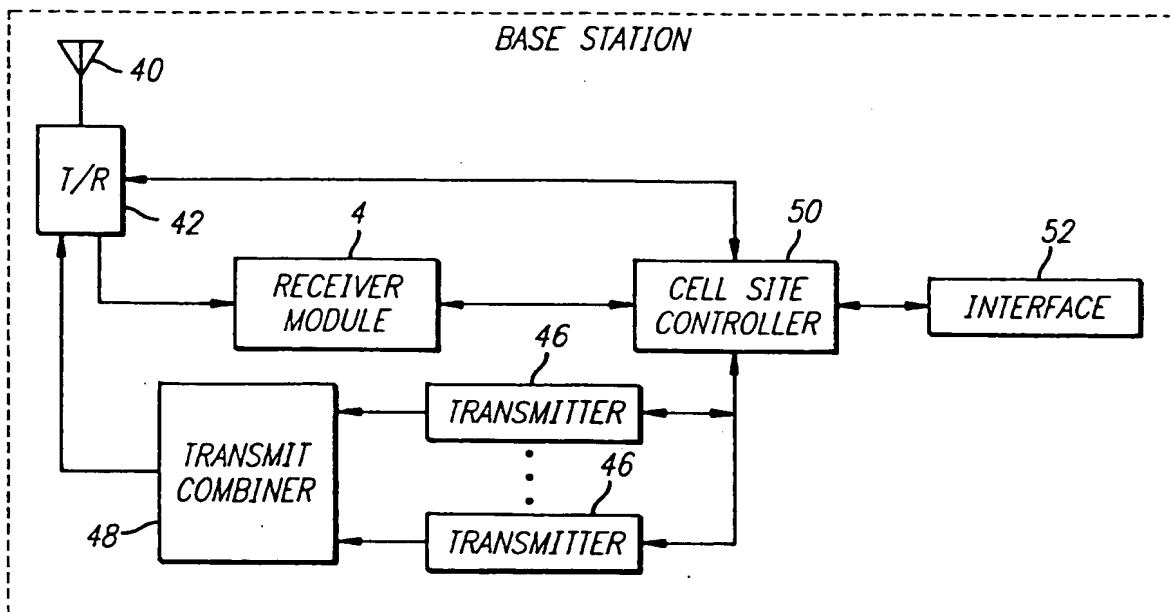 BASE STATION
40
T/R
42
4
RECEIVER
MODULE
50
CELL SITE
CONTROLLER
52
INTERFACE
46
TRANSMITTER
46
TRANSMITTER
TRANSMIT
COMBINER
48